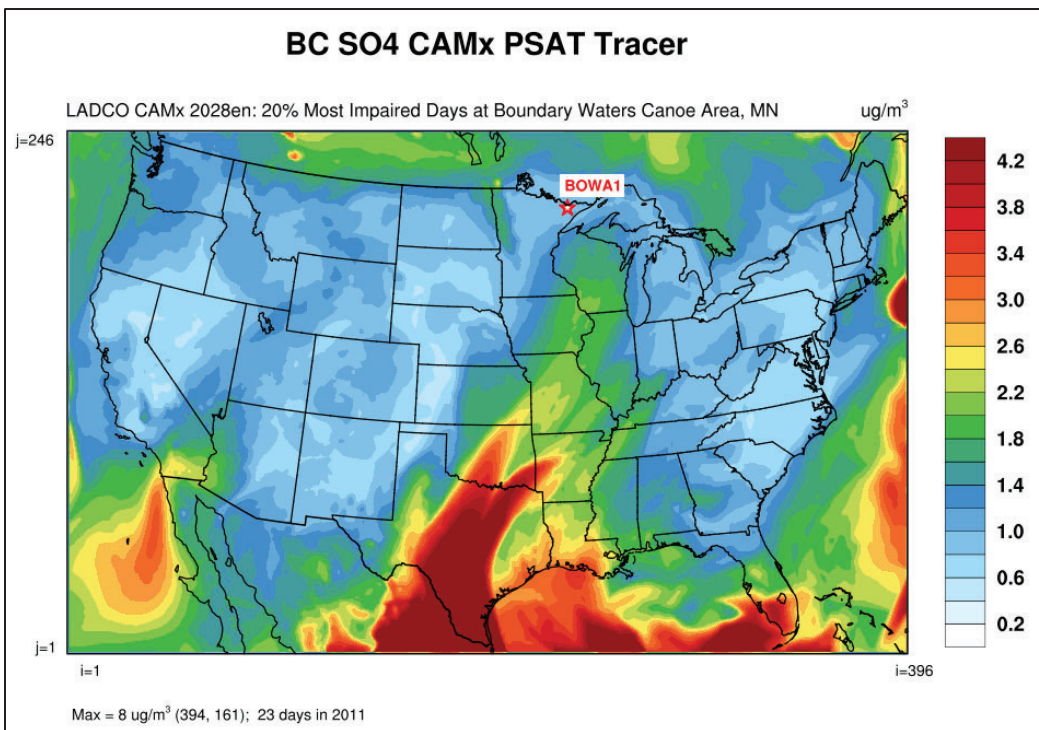 BC SO4 CAMx PSAT Tracer
LADCO CAMx 2028en: 20% Most Impaired Days at Boundary Waters Canoe Area, MN ug/m³
j=246
BOWA1
4.2
3.8
3.4
3.0
2.6
2.2
1.8
1.4
1.0
0.6
0.2
j=1
i=1 i=396
Max = 8 ug/m³ (394, 161); 23 days in 2011